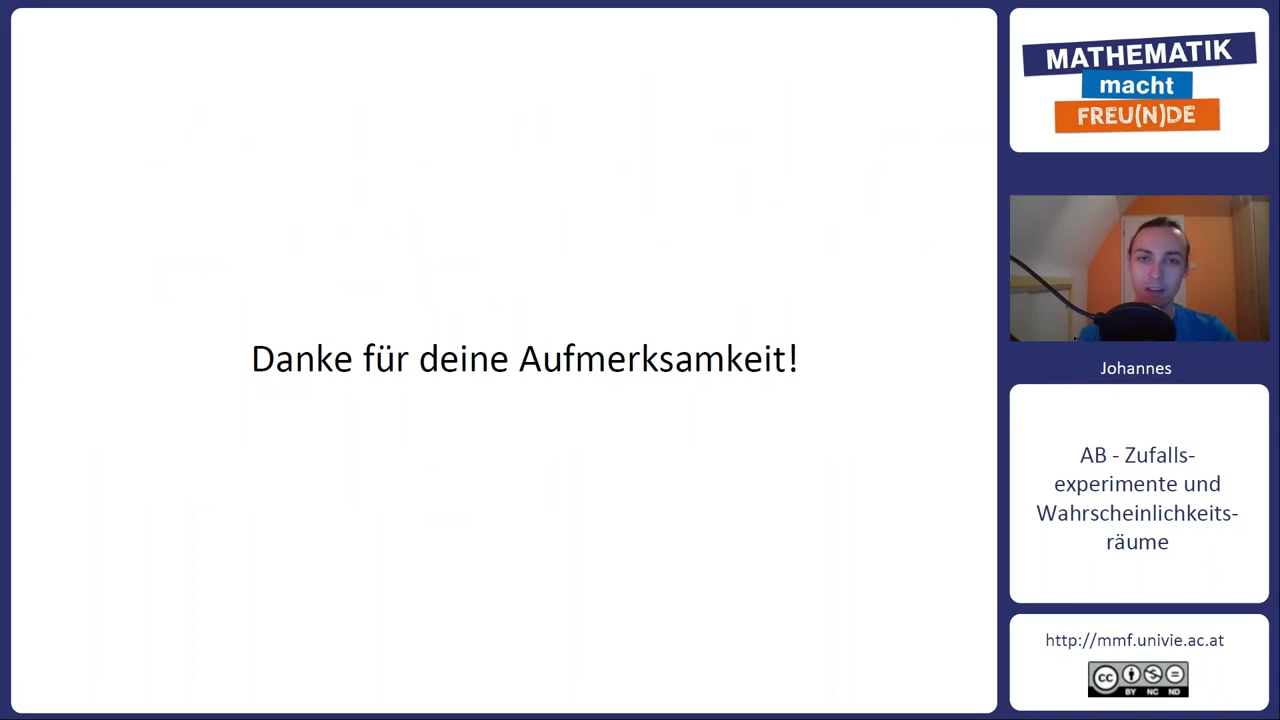 Danke für deine Aufmerksamkeit!
MATHEMATIK
macht
FREU(N)DE
Johannes
AB - Zufalls-
experimente und
Wahrscheinlichkeits-
räume
http://mmf.univie.ac.at
cc
BY NC ND